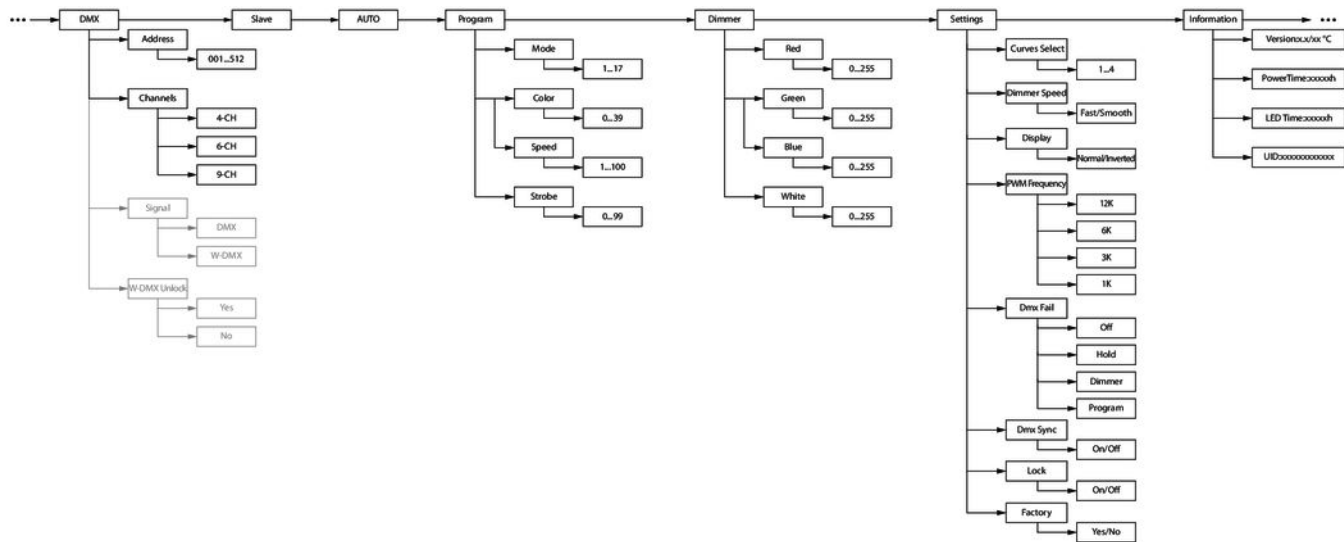 DMX
Address
001...512
Channels
4-CH
6-CH
9-CH
Signal
DMX
W-DMX
W-DMX Unlock
Yes
No
Slave
AUTO
Program
Mode
1...17
Color
0...39
Speed
1...100
Strobe
0...99
Dimmer
Red
0...255
Green
0...255
Blue
0...255
White
0...255
Settings
Curves Select
1...4
Dimmer Speed
Fast/Smooth
Display
Normal/Inverted
PWM Frequency
12K
6K
3K
1K
Dmx Fail
Off
Hold
Dimmer
Program
Dmx Sync
On/Off
Lock
On/Off
Factory
Yes/No
Information
Version:x.x/xx °C
PowerTime:xxxxxh
LED Time:xxxxxh
UID:xxxxxxxxxxxx